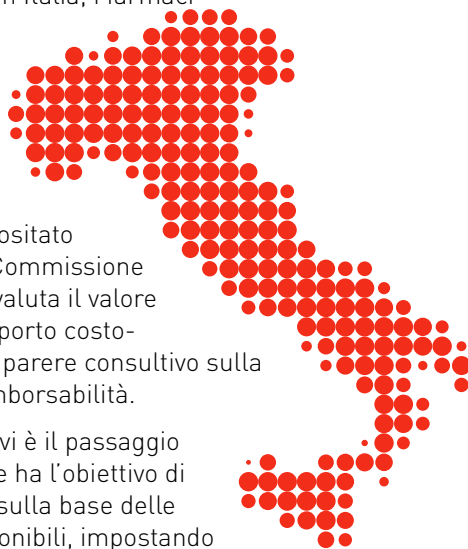 Italia, i farmaci
ositato
Commissione
valuta il valore
porto costo-
parere consultivo sulla
nborsabilità.
vi è il passaggio
e ha l'obiettivo di
sulla base delle
onibili, impostando